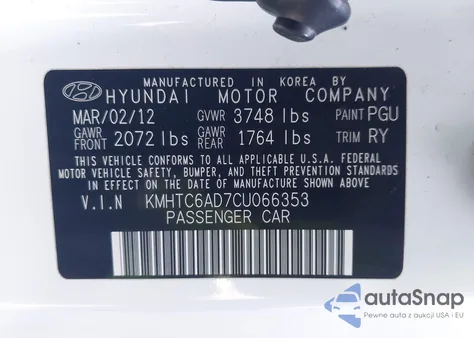 MANUFACTURED IN KOREA BY
HYUNDAI MOTOR COMPANY
MAR/02/12 GVWR 3748 lbs PAINT PGU
GAWR FRONT 2072 lbs GAWR REAR 1764 lbs TRIM RY
THIS VEHICLE CONFORMS TO ALL APPLICABLE U.S.A. FEDERAL
MOTOR VEHICLE SAFETY, BUMPER, AND THEFT PREVENTION
STANDARDS IN EFFECT ON THE DATE OF MANUFACTURE SHOWN ABOVE.
V.I.N KMHTC6AD7CU066353
PASSENGER CAR
autoSnap
Pewne auta z aukcji USA i EU